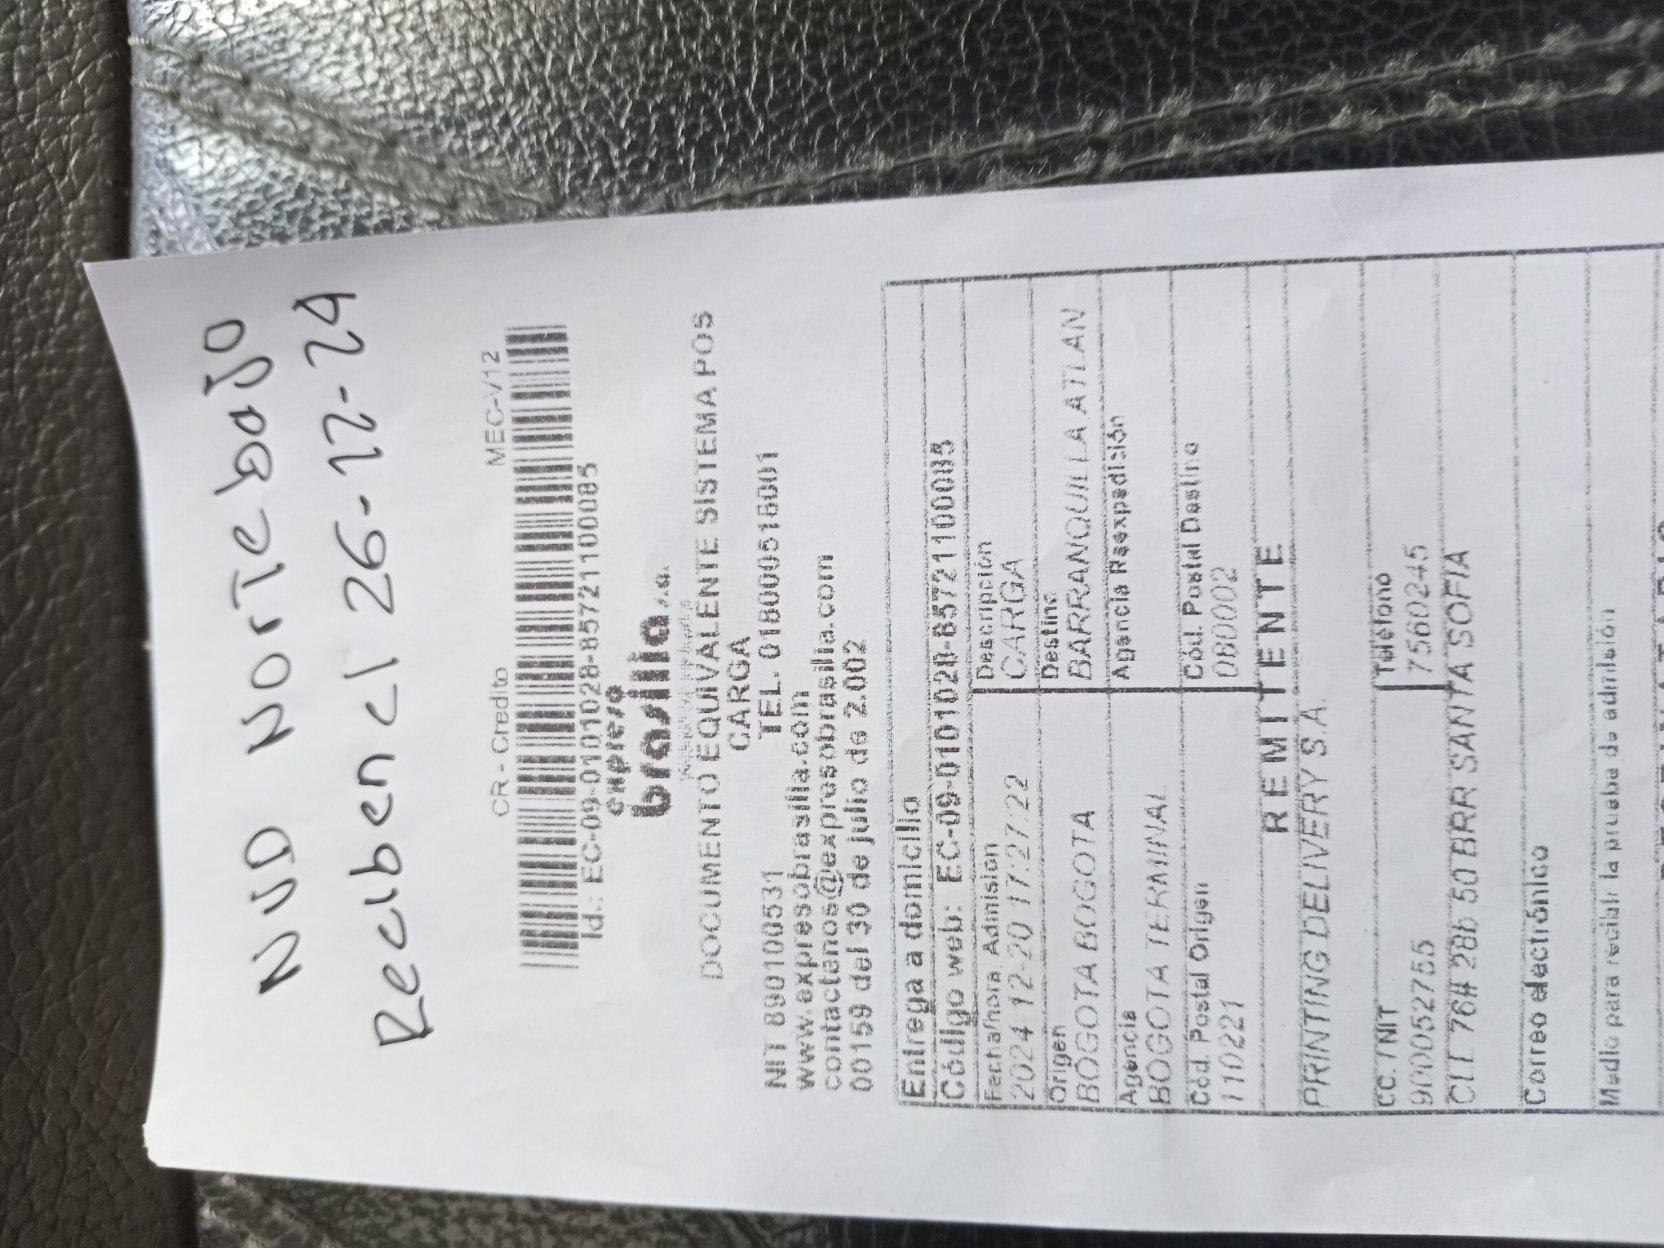 NUD NOrTe bajo
Reciben el 26-12-24
CR - Credito MEC-V12
Id.: EC-09-0101028-8572110085
expreso
brasilia s.a.
DOCUMENTO EQUIVALENTE SISTEMA POS
CARGA
NIT 890100531 TEL. 018000518001
www.expresobrasilia.com
contactenos@expresobrasilia.com
00159 del 30 de julio de 2.002
Entrega a domicilio
Código web: EC-09-0101028-8572110085
Fecha/hora Admisión Descripción
2024-12-20 17:27:22 CARGA
Origen Destino
BOGOTA BOGOTA BARRANQUILLA ATLAN
Agencia Agencia Reexpedición
BOGOTA TERMINAL
Cód. Postal Origen Cód. Postal Destino
110221 080002
REMITENTE
PRINTING DELIVERY S.A.
CC. / NIT Teléfono
900052755 7560245
CLL 76# 28b 50 BRR SANTA SOFIA
Correo electrónico
Medio para recibir la prueba de admisión